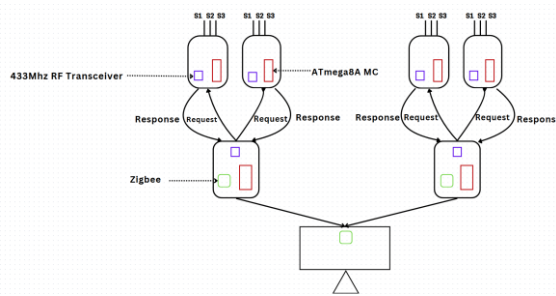 S1 S2 S3
S1 S2 S3
S1 S2 S3
S1 S2 S3
433Mhz RF Transceiver
ATmega8A MC
Response
Request
Request
Response
Response
Request
Request
Respons
Zigbee